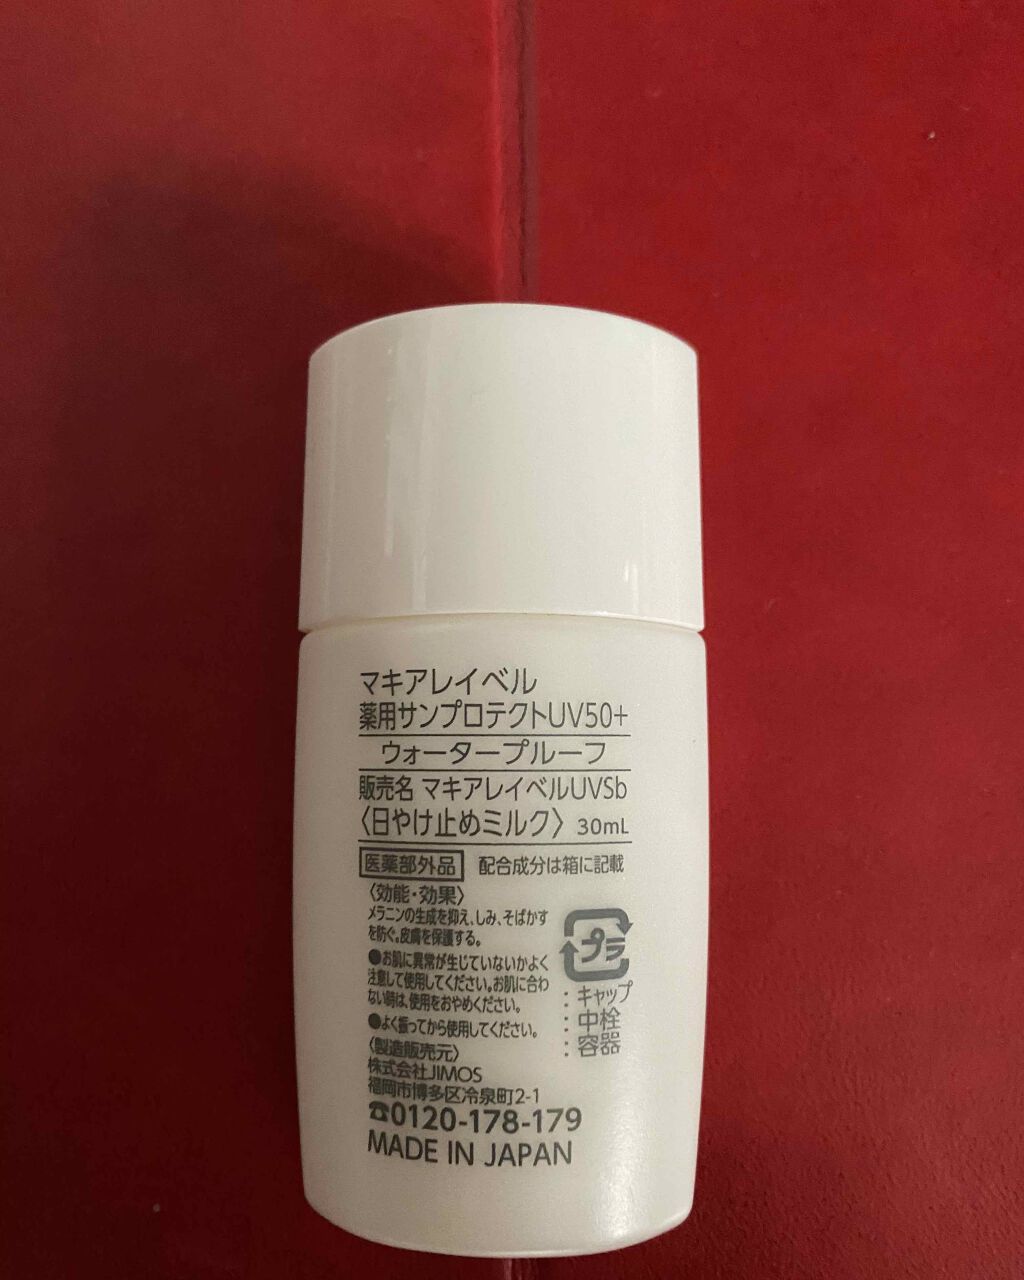 マキアレイベル
薬用サンプロテクトUV50+
ウォータープルーフ
販売名 マキアレイベルUVSb
〈日やけ止めミルク〉 30mL
医薬部外品 配合成分は箱に記載
〈効能・効果〉
メラニンの生成を抑え、しみ、そばかす
を防ぐ。皮膚を保護する。
●お肌に異常が生じていないかよく
注意して使用してください。お肌に合わ
ない時は、使用をおやめください。
●よく振ってから使用してください。
プラ
：キャップ
：中栓
：容器
〈製造販売元〉
株式会社JIMOS
福岡市博多区冷泉町2-1
☎0120-178-179
MADE IN JAPAN